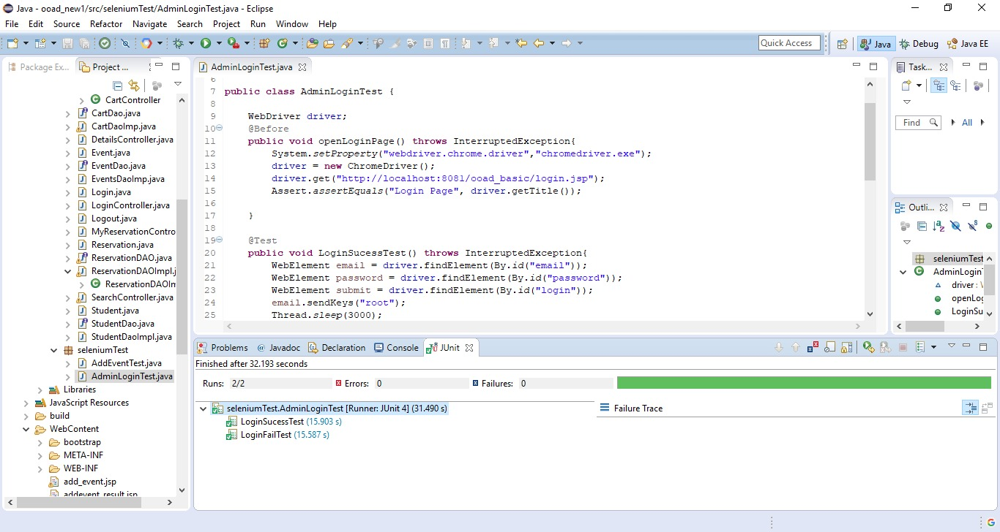 Java - ooad_new1/src/seleniumTest/AdminLoginTest.java - Eclipse
File Edit Source Refactor Navigate Search Project Run Window Help
Quick Access
Java
Debug
Java EE
Package Ex...
Project ...
CartController
CartDao.java
CartDaoImp.java
DetailsController.java
Event.java
EventDao.java
EventsDaoImp.java
Login.java
LoginController.java
Logout.java
MyReservationContro
Reservation.java
ReservationDAO.java
ReservationDAOImpl.j
ReservationDAOIm
SearchController.java
Student.java
StudentDao.java
StudentDaoImpl.java
seleniumTest
AddEventTest.java
AdminLoginTest.java
Libraries
JavaScript Resources
build
WebContent
bootstrap
META-INF
WEB-INF
add_event.jsp
addevent_result.jsp
AdminLoginTest.java
6
7 public class AdminLoginTest {
8
9 WebDriver driver;
10 @Before
11 public void openLoginPage() throws InterruptedException{
12 System.setProperty("webdriver.chrome.driver","chromedriver.exe");
13 driver = new ChromeDriver();
14 driver.get("http://localhost:8081/ooad_basic/login.jsp");
15 Assert.assertEquals("Login Page", driver.getTitle());
16
17 }
18
19 @Test
20 public void LoginSucessTest() throws InterruptedException{
21 WebElement email = driver.findElement(By.id("email"));
22 WebElement password = driver.findElement(By.id("password"));
23 WebElement submit = driver.findElement(By.id("login"));
24 email.sendKeys("root");
25 Thread.sleep(3000);
Task...
Find
All
Outli...
seleniumTest
AdminLogin
driver :
openLog
LoginSu
Problems
@ Javadoc
Declaration
Console
JUnit
Finished after 32.193 seconds
Runs: 2/2 Errors: 0 Failures: 0
seleniumTest.AdminLoginTest [Runner: JUnit 4] (31.490 s)
LoginSucessTest (15.903 s)
LoginFailTest (15.587 s)
Failure Trace